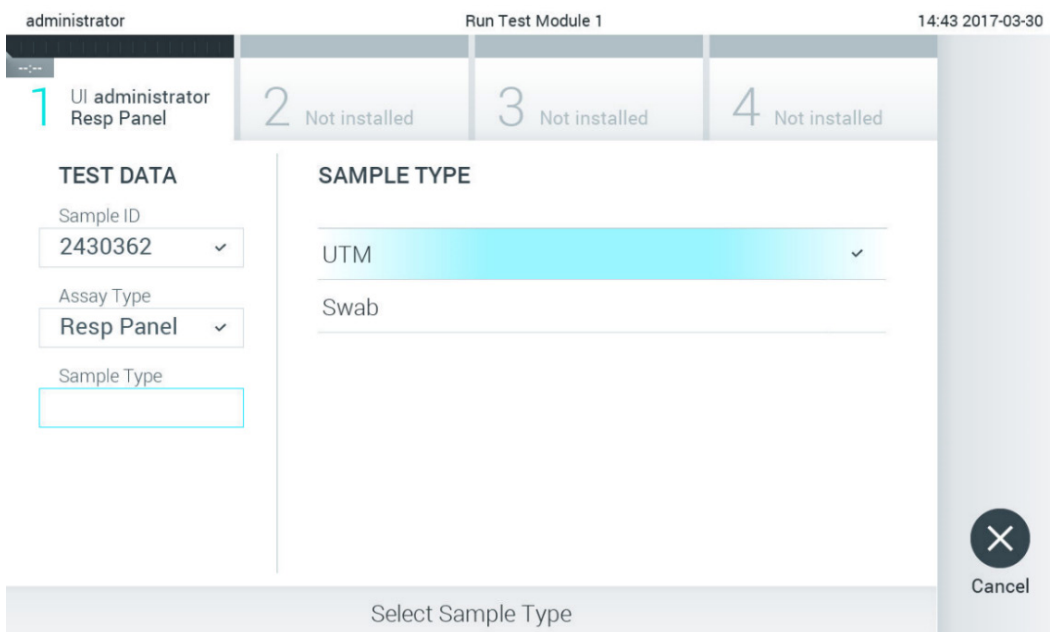 administrator Run Test Module 1 14:43 2017-03-30
--:--
1 UI administrator
Resp Panel
2 Not installed
3 Not installed
4 Not installed
TEST DATA
Sample ID
2430362
Assay Type
Resp Panel
Sample Type
SAMPLE TYPE
UTM
Swab
Cancel
Select Sample Type